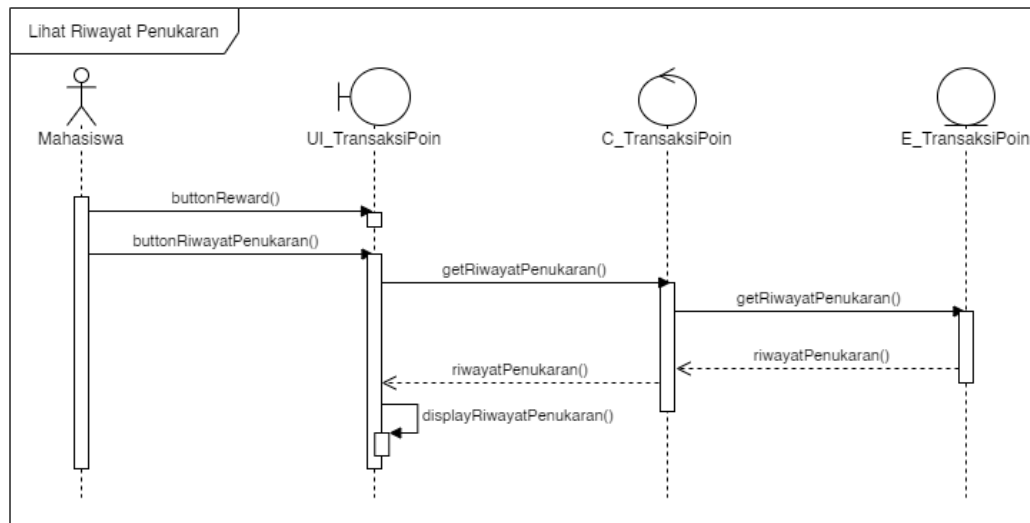 Lihat Riwayat Penukaran
Mahasiswa
UI_TransaksiPoin
C_TransaksiPoin
E_TransaksiPoin
buttonReward()
buttonRiwayatPenukaran()
getRiwayatPenukaran()
getRiwayatPenukaran()
riwayatPenukaran()
riwayatPenukaran()
displayRiwayatPenukaran()